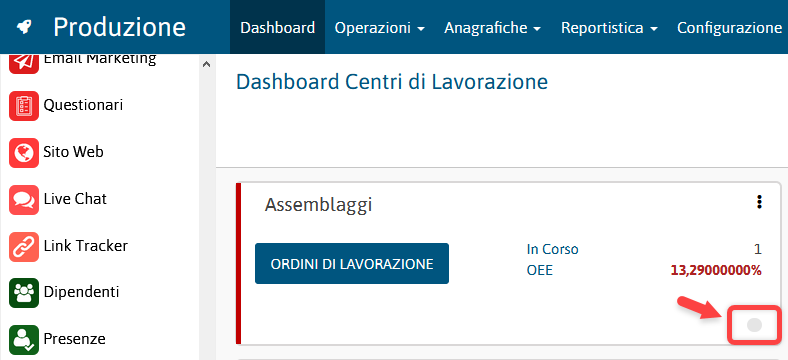 Produzione
Dashboard
Operazioni
Anagrafiche
Reportistica
Configurazione
Email Marketing
Questionari
Sito Web
Live Chat
Link Tracker
Dipendenti
Presenze
Dashboard Centri di Lavorazione
Assemblaggi
ORDINI DI LAVORAZIONE
In Corso 1
OEE 13,29000000%